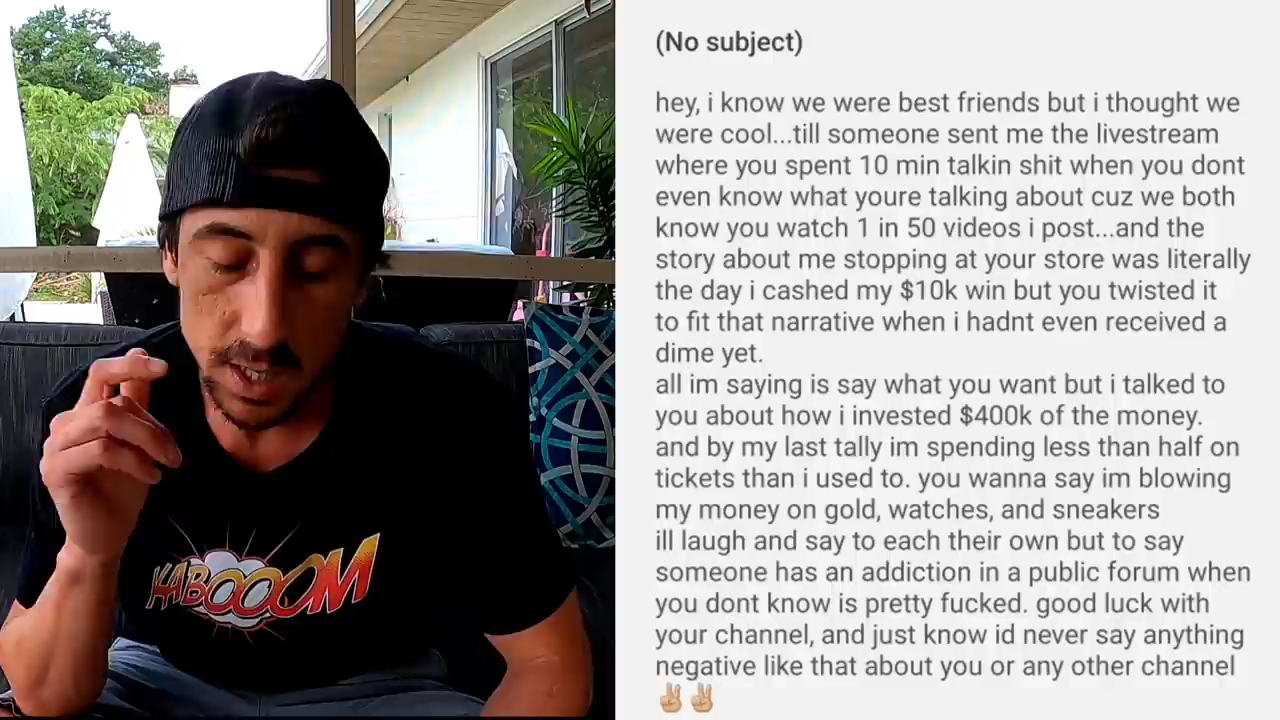 (No subject)
hey, i know we were best friends but i thought we
were cool...till someone sent me the livestream
where you spent 10 min talkin shit when you dont
even know what youre talking about cuz we both
know you watch 1 in 50 videos i post...and the
story about me stopping at your store was literally
the day i cashed my $10k win but you twisted it
to fit that narrative when i hadnt even received a
dime yet.
all im saying is say what you want but i talked to
you about how i invested $400k of the money.
and by my last tally im spending less than half on
tickets than i used to. you wanna say im blowing
my money on gold, watches, and sneakers
ill laugh and say to each their own but to say
someone has an addiction in a public forum when
you dont know is pretty fucked. good luck with
your channel, and just know id never say anything
negative like that about you or any other channel
✌🏼✌🏼
KABOOOM